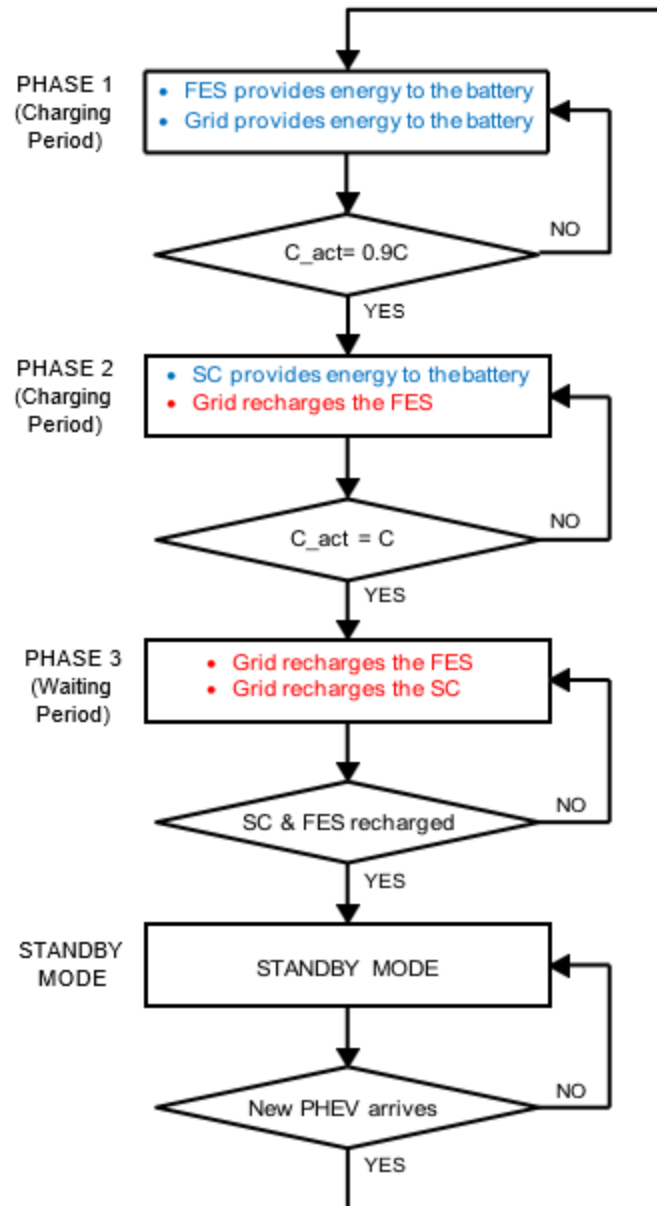 PHASE 1
(Charging
Period)
• FES provides energy to the battery
• Grid provides energy to the battery
C_act= 0.9C
NO
YES
PHASE 2
(Charging
Period)
• SC provides energy to the battery
• Grid recharges the FES
C_act = C
NO
YES
PHASE 3
(Waiting
Period)
• Grid recharges the FES
• Grid recharges the SC
SC & FES recharged
NO
YES
STANDBY
MODE
STANDBY MODE
New PHEV arrives
NO
YES